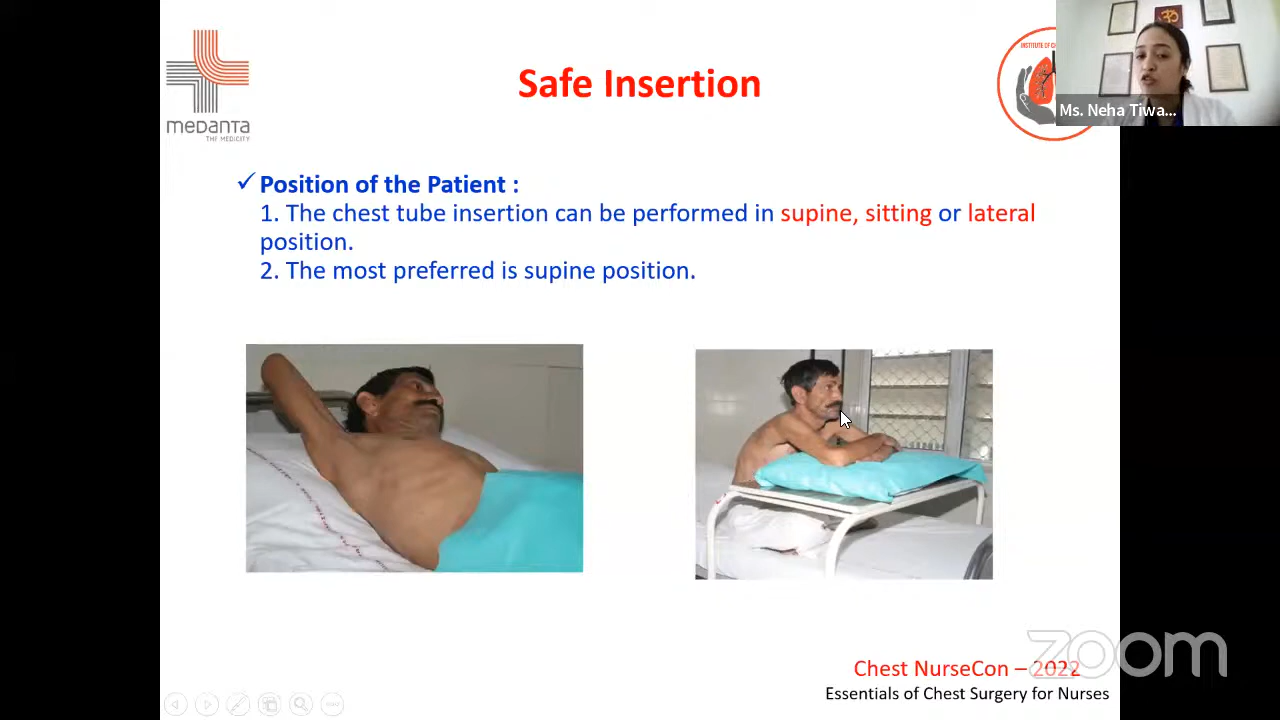 Safe Insertion
medanta
THE MEDICITY
INSTITUTE OF
Ms. Neha Tiwa...
✓ Position of the Patient :
1. The chest tube insertion can be performed in supine, sitting or lateral
position.
2. The most preferred is supine position.
zoom
Chest NurseCon – 2022
Essentials of Chest Surgery for Nurses